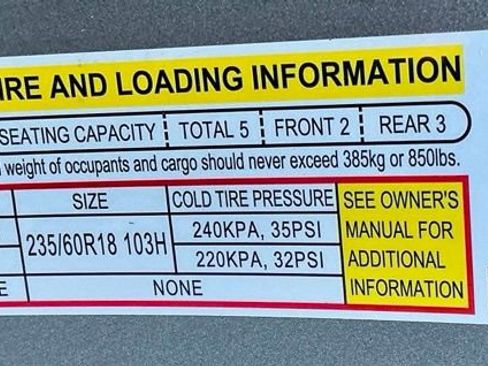 IRE AND LOADING INFORMATION
SEATING CAPACITY TOTAL 5 FRONT 2 REAR 3
weight of occupants and cargo should never exceed 385kg or 850lbs.
SIZE COLD TIRE PRESSURE SEE OWNER'S
235/60R18 103H 240KPA, 35PSI MANUAL FOR
220KPA, 32PSI ADDITIONAL
E NONE INFORMATION